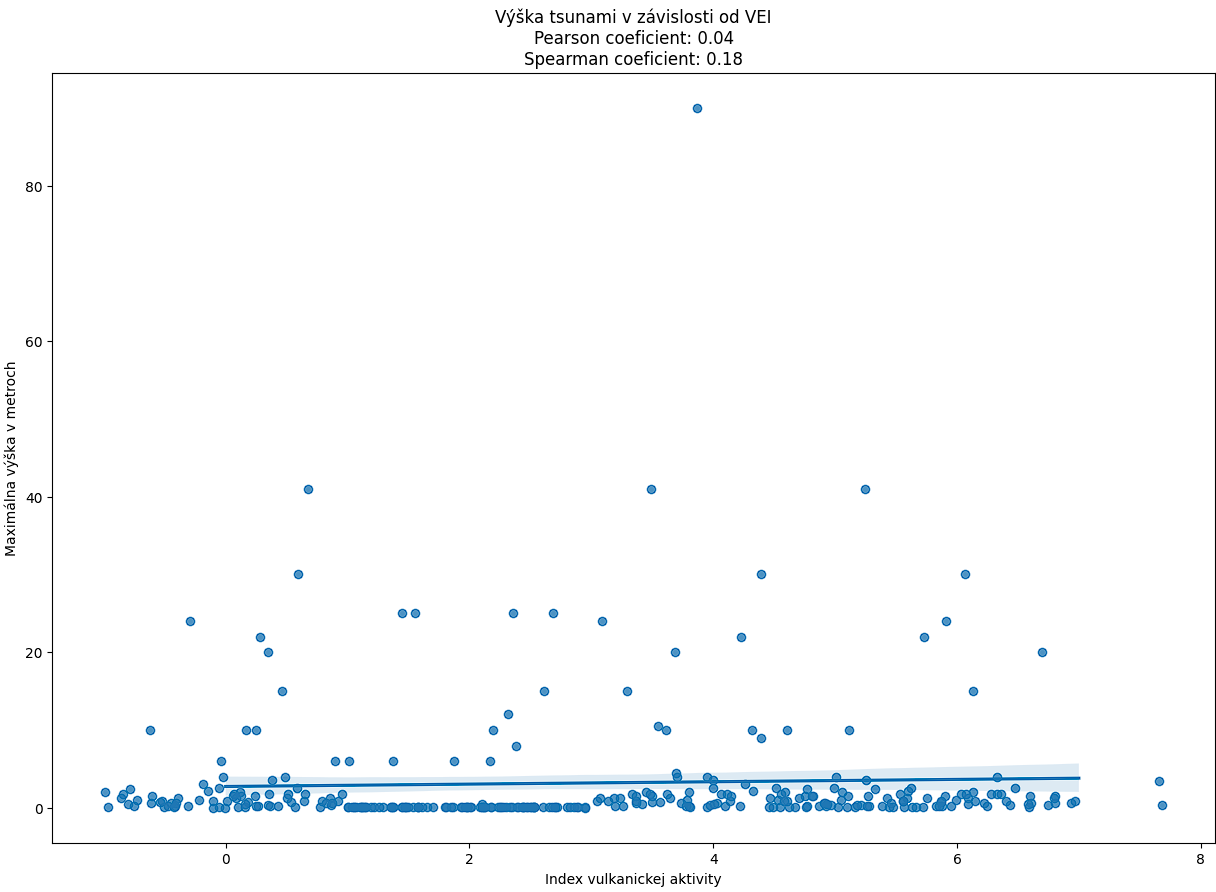 Výška tsunami v závislosti od VEI
Pearson coeficient: 0.04
Spearman coeficient: 0.18
Maximálna výška v metroch
80
60
40
20
0
0 2 4 6 8
Index vulkanickej aktivity